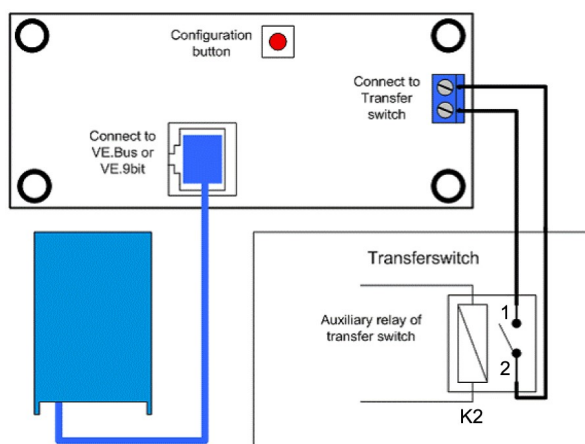 Configuration
button
Connect to
Transfer
switch
Connect to
VE.Bus or
VE.9bit
Transferswitch
Auxiliary relay of
transfer switch
1
2
K2